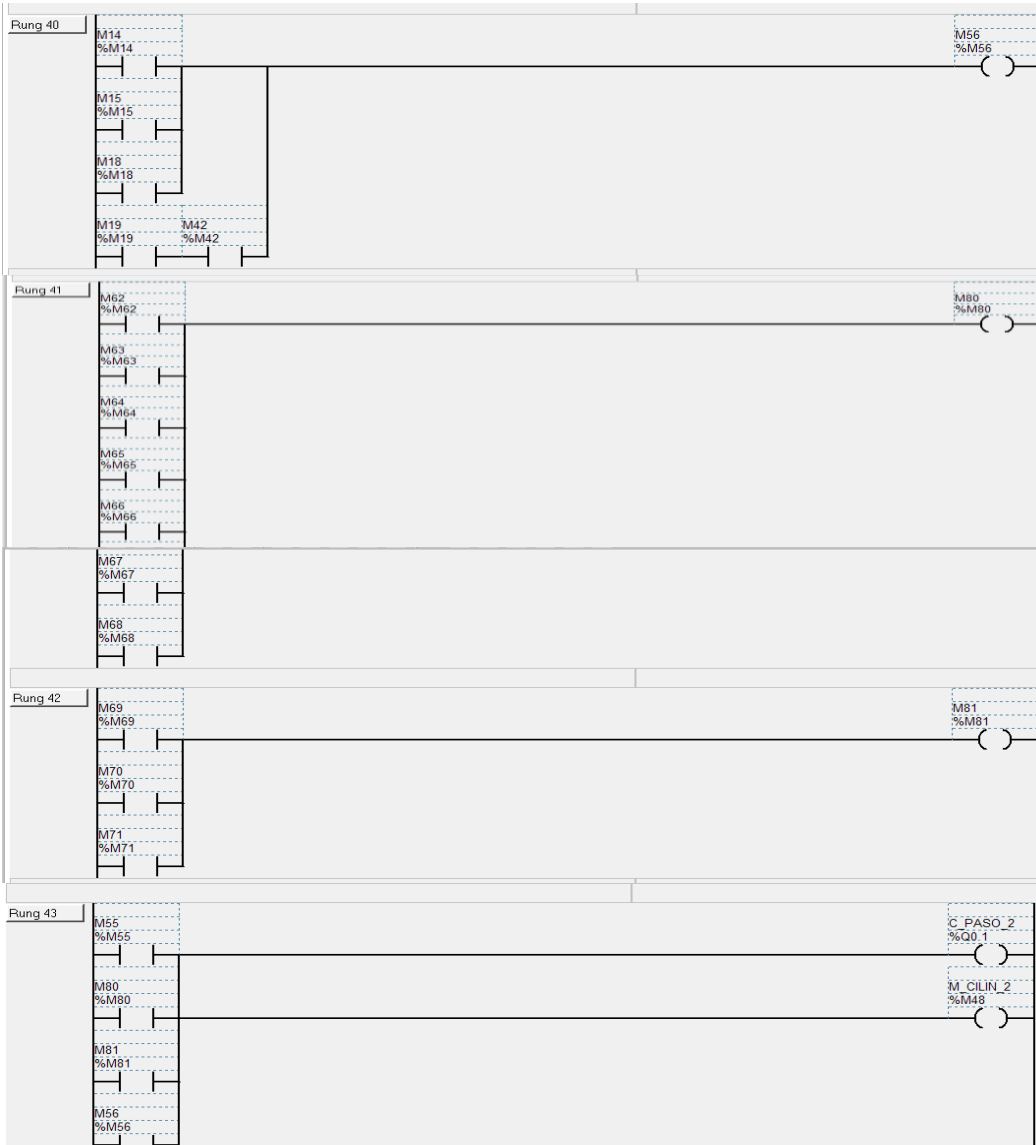 Rung 40
M14
%M14
M56
%M56
M15
%M15
M18
%M18
M19
%M19
M42
%M42
Rung 41
M62
%M62
M80
%M80
M63
%M63
M64
%M64
M65
%M65
M66
%M66
M67
%M67
M68
%M68
Rung 42
M69
%M69
M81
%M81
M70
%M70
M71
%M71
Rung 43
M55
%M55
C_PASO_2
%Q0.1
M80
%M80
M_CILIN_2
%M48
M81
%M81
M56
%M56